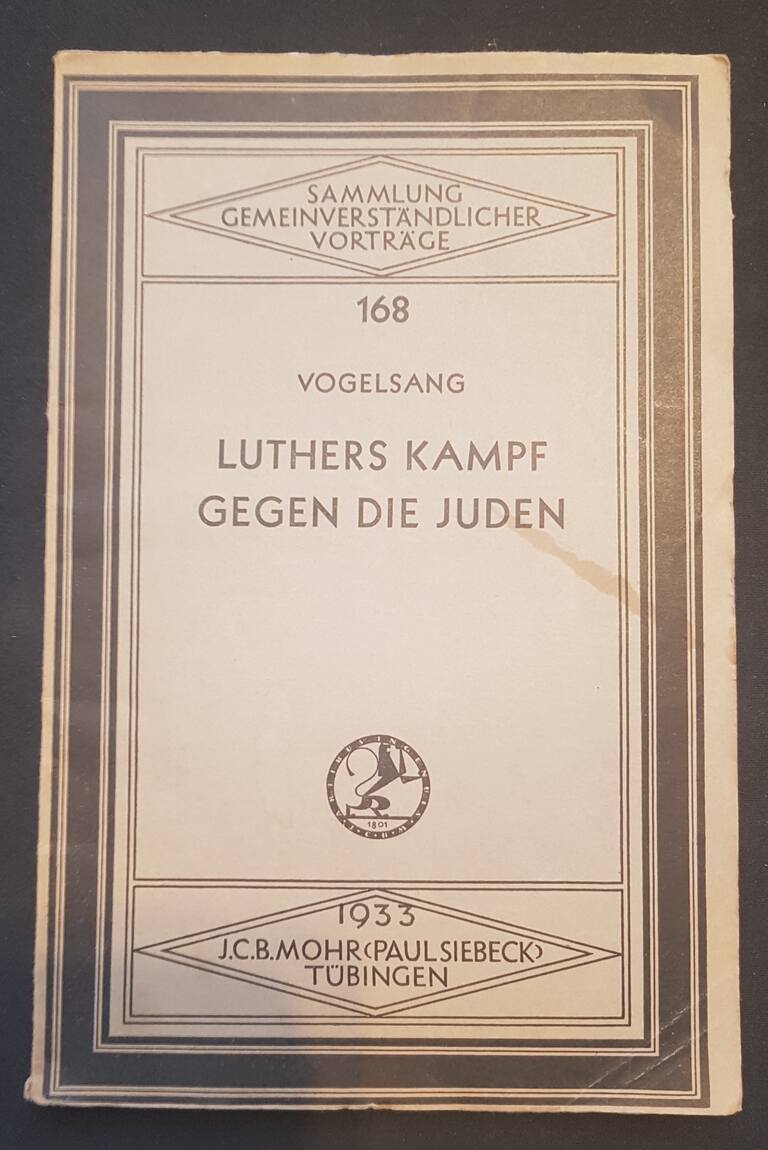 SAMMLUNG
GEMEINVERSTÄNDLICHER
VORTRÄGE
168
VOGELSANG
LUTHERS KAMPF
GEGEN DIE JUDEN
1801
1933
J.C.B.MOHR(PAUL SIEBECK)
TÜBINGEN